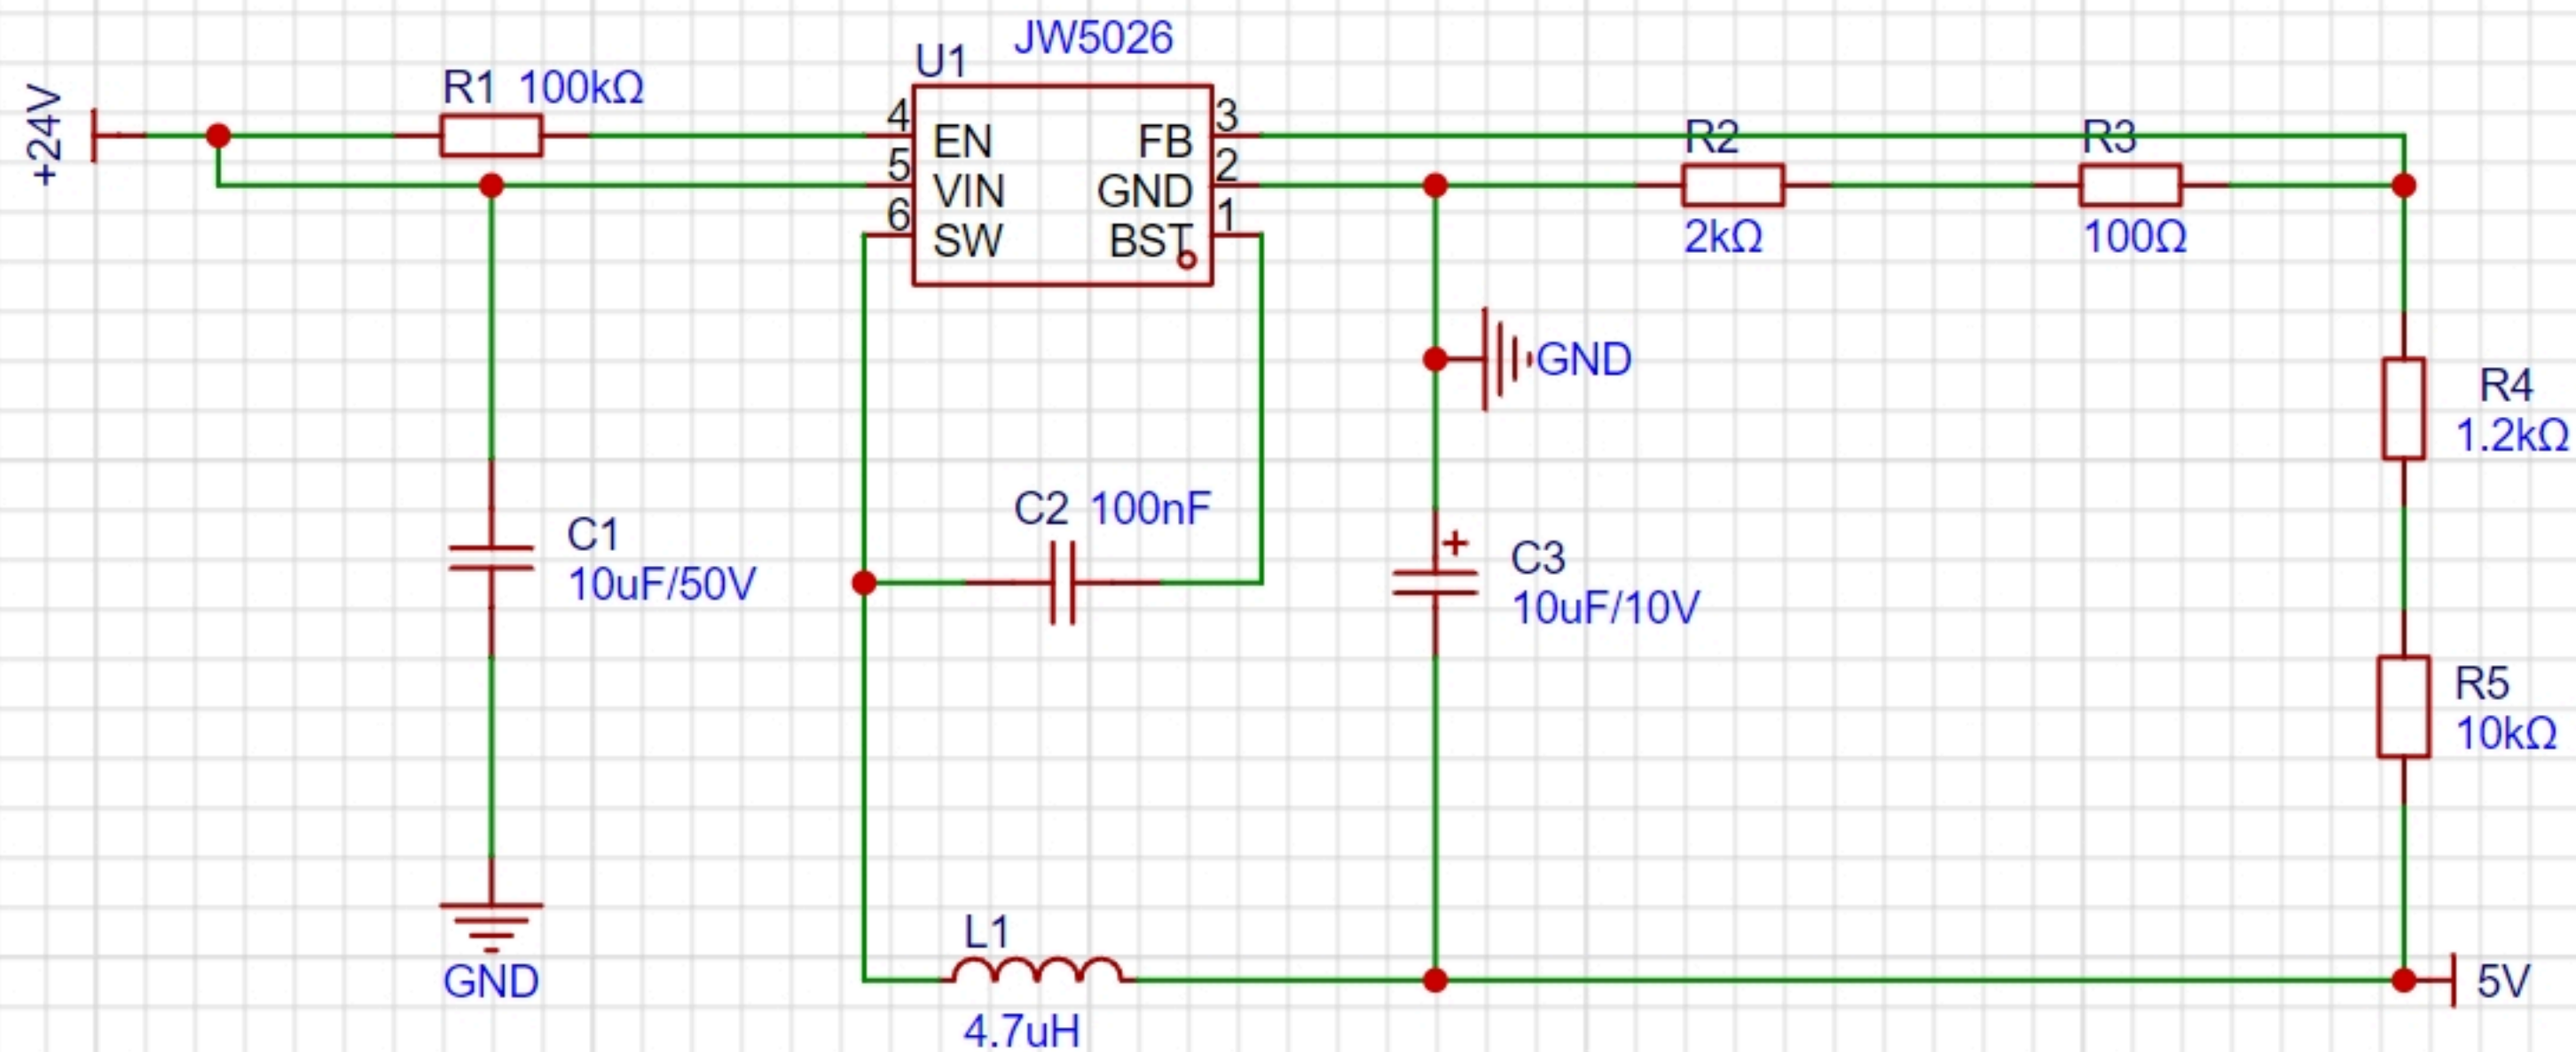 JW5026
U1
+24V
R1 100kΩ
4 EN
5 VIN
6 SW
FB 3
GND 2
BST 1
R2
2kΩ
R3
100Ω
GND
R4
1.2kΩ
C1
10uF/50V
C2 100nF
+
C3
10uF/10V
R5
10kΩ
GND
L1
4.7uH
5V